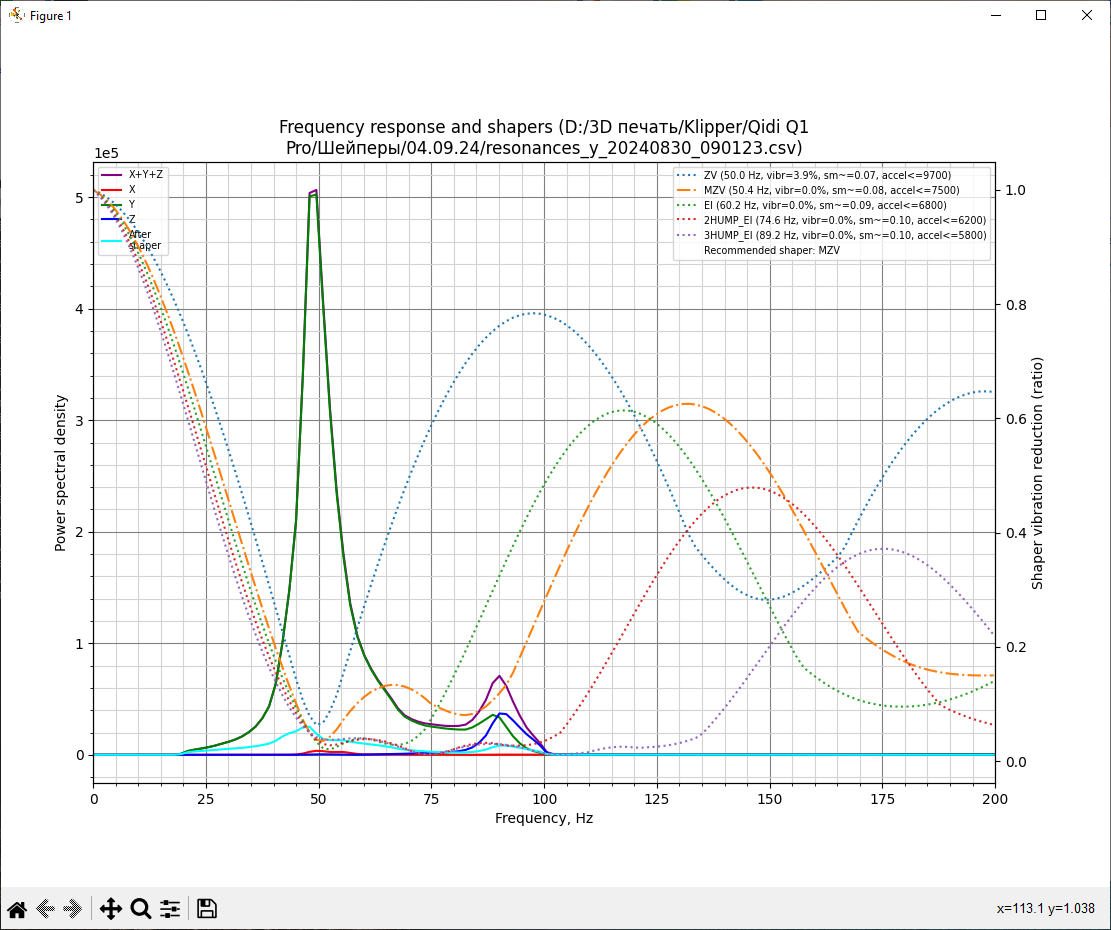 Figure 1
Frequency response and shapers (D:/3D печать/Klipper/Qidi Q1
Pro/Шейперы/04.09.24/resonances_y_20240830_090123.csv)
1e5
X+Y+Z
X
Y
Z
After
shaper
ZV (50.0 Hz, vibr=3.9%, sm~=0.07, accel<=9700)
MZV (50.4 Hz, vibr=0.0%, sm~=0.08, accel<=7500)
EI (60.2 Hz, vibr=0.0%, sm~=0.09, accel<=6800)
2HUMP_EI (74.6 Hz, vibr=0.0%, sm~=0.10, accel<=6200)
3HUMP_EI (89.2 Hz, vibr=0.0%, sm~=0.10, accel<=5800)
Recommended shaper: MZV
Power spectral density
5
4
3
2
1
0
1.0
0.8
0.6
0.4
0.2
0.0
Shaper vibration reduction (ratio)
0 25 50 75 100 125 150 175 200
Frequency, Hz
x=113.1 y=1.038